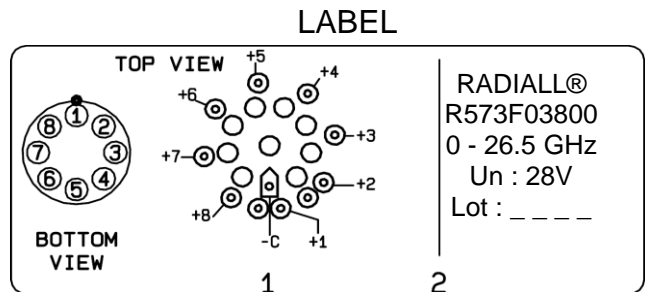 LABEL
TOP VIEW
+5
+4
+6
+3
+7
+2
+8
-C
+1
1
2
3
4
5
6
7
8
BOTTOM
VIEW
RADIALL®
R573F03800
0 - 26.5 GHz
Un : 28V
Lot : _ _ _ _
1
2